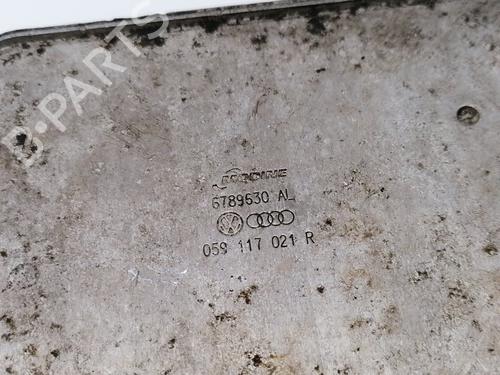 B-PARTS
MODINE
6789630 AL
059 117 021 R